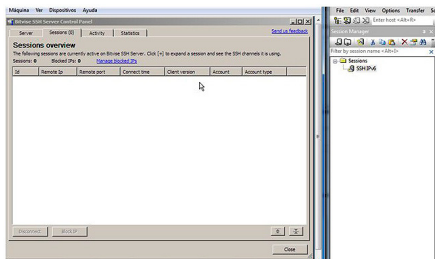 Máquina Ver Dispositivos Ayuda
Bitvise SSH Server Control Panel
Server Sessions (0) Activity Statistics
Send us feedback
Sessions overview
The following sessions are currently active on Bitvise SSH Server. Click [+] to expand a session and see the SSH channels it is using.
Sessions: 0 Blocked IPs: 0 Manage blocked IPs
Id Remote Ip Remote port Connect time Client version Account Account type
Disconnect Block IP
Close
File Edit View Options Transfer
Enter host <Alt+R>
Session Manager
Filter by session name <Alt+I>
Sessions
SSH IPv6